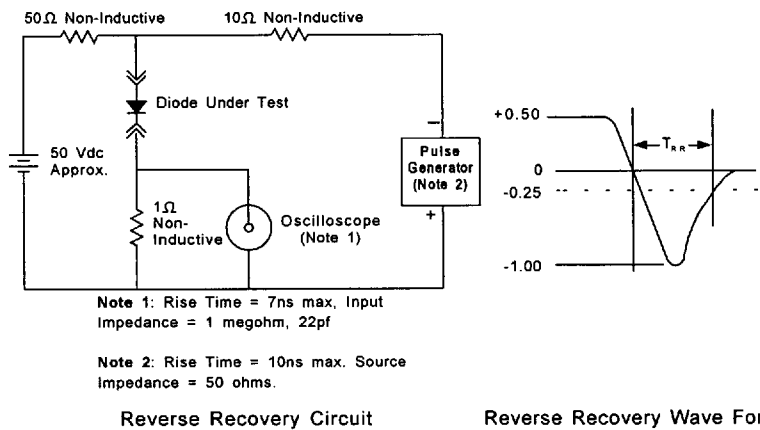 50Ω Non-Inductive
10Ω Non-Inductive
Diode Under Test
50 Vdc
Approx.
1Ω
Non-
Inductive
Oscilloscope
(Note 1)
−
Pulse
Generator
(Note 2)
+
+0.50
TRR
0
-0.25
-1.00
Note 1: Rise Time = 7ns max, Input
Impedance = 1 megohm, 22pf
Note 2: Rise Time = 10ns max. Source
Impedance = 50 ohms.
Reverse Recovery Circuit
Reverse Recovery Wave For